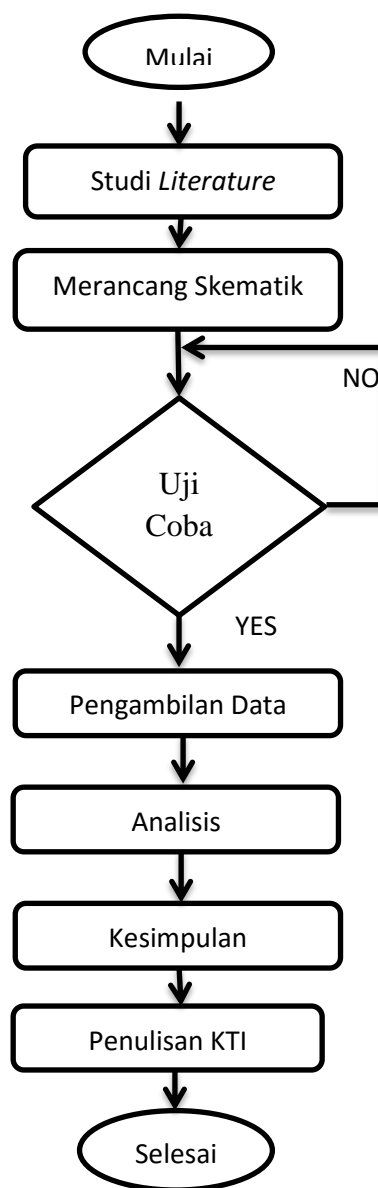 Mulai
Studi Literature
Merancang Skematik
NO
Uji
Coba
YES
Pengambilan Data
Analisis
Kesimpulan
Penulisan KTI
Selesai